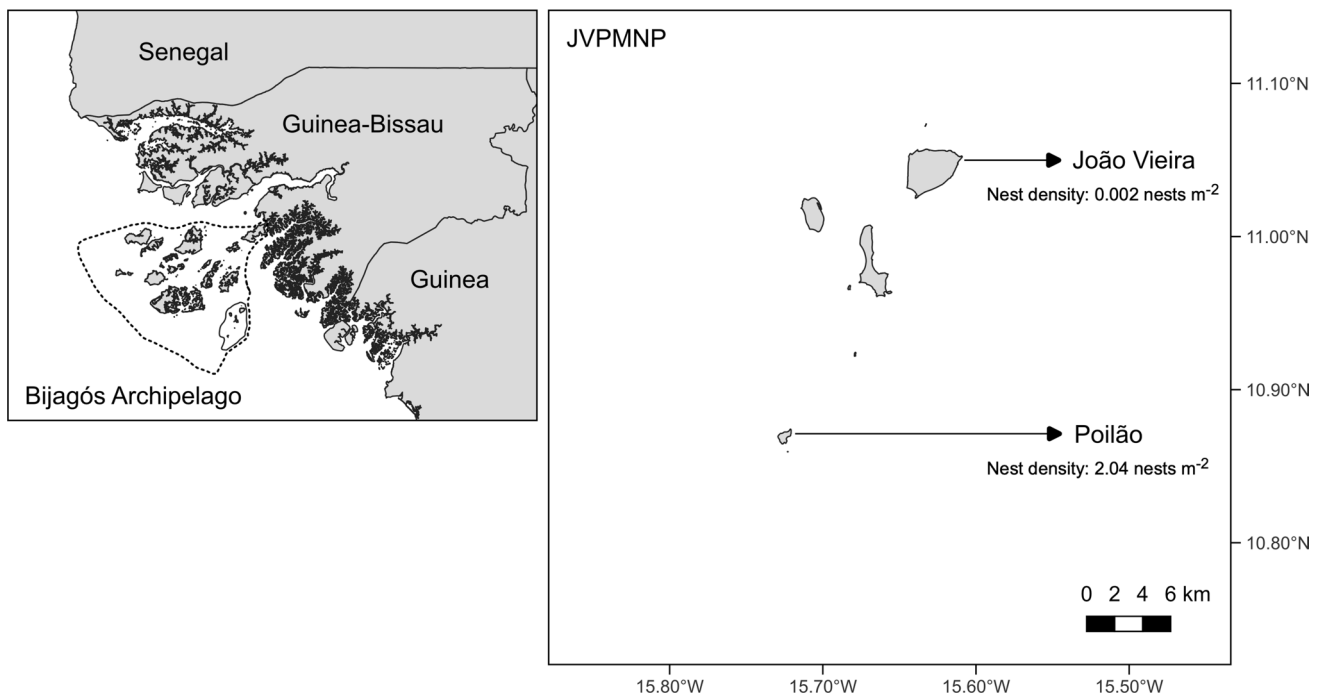 Senegal
Guinea-Bissau
Guinea
Bijagós Archipelago
JVPMNP
João Vieira
Nest density: 0.002 nests m⁻²
Poilão
Nest density: 2.04 nests m⁻²
0 2 4 6 km
11.10°N
11.00°N
10.90°N
10.80°N
15.80°W 15.70°W 15.60°W 15.50°W